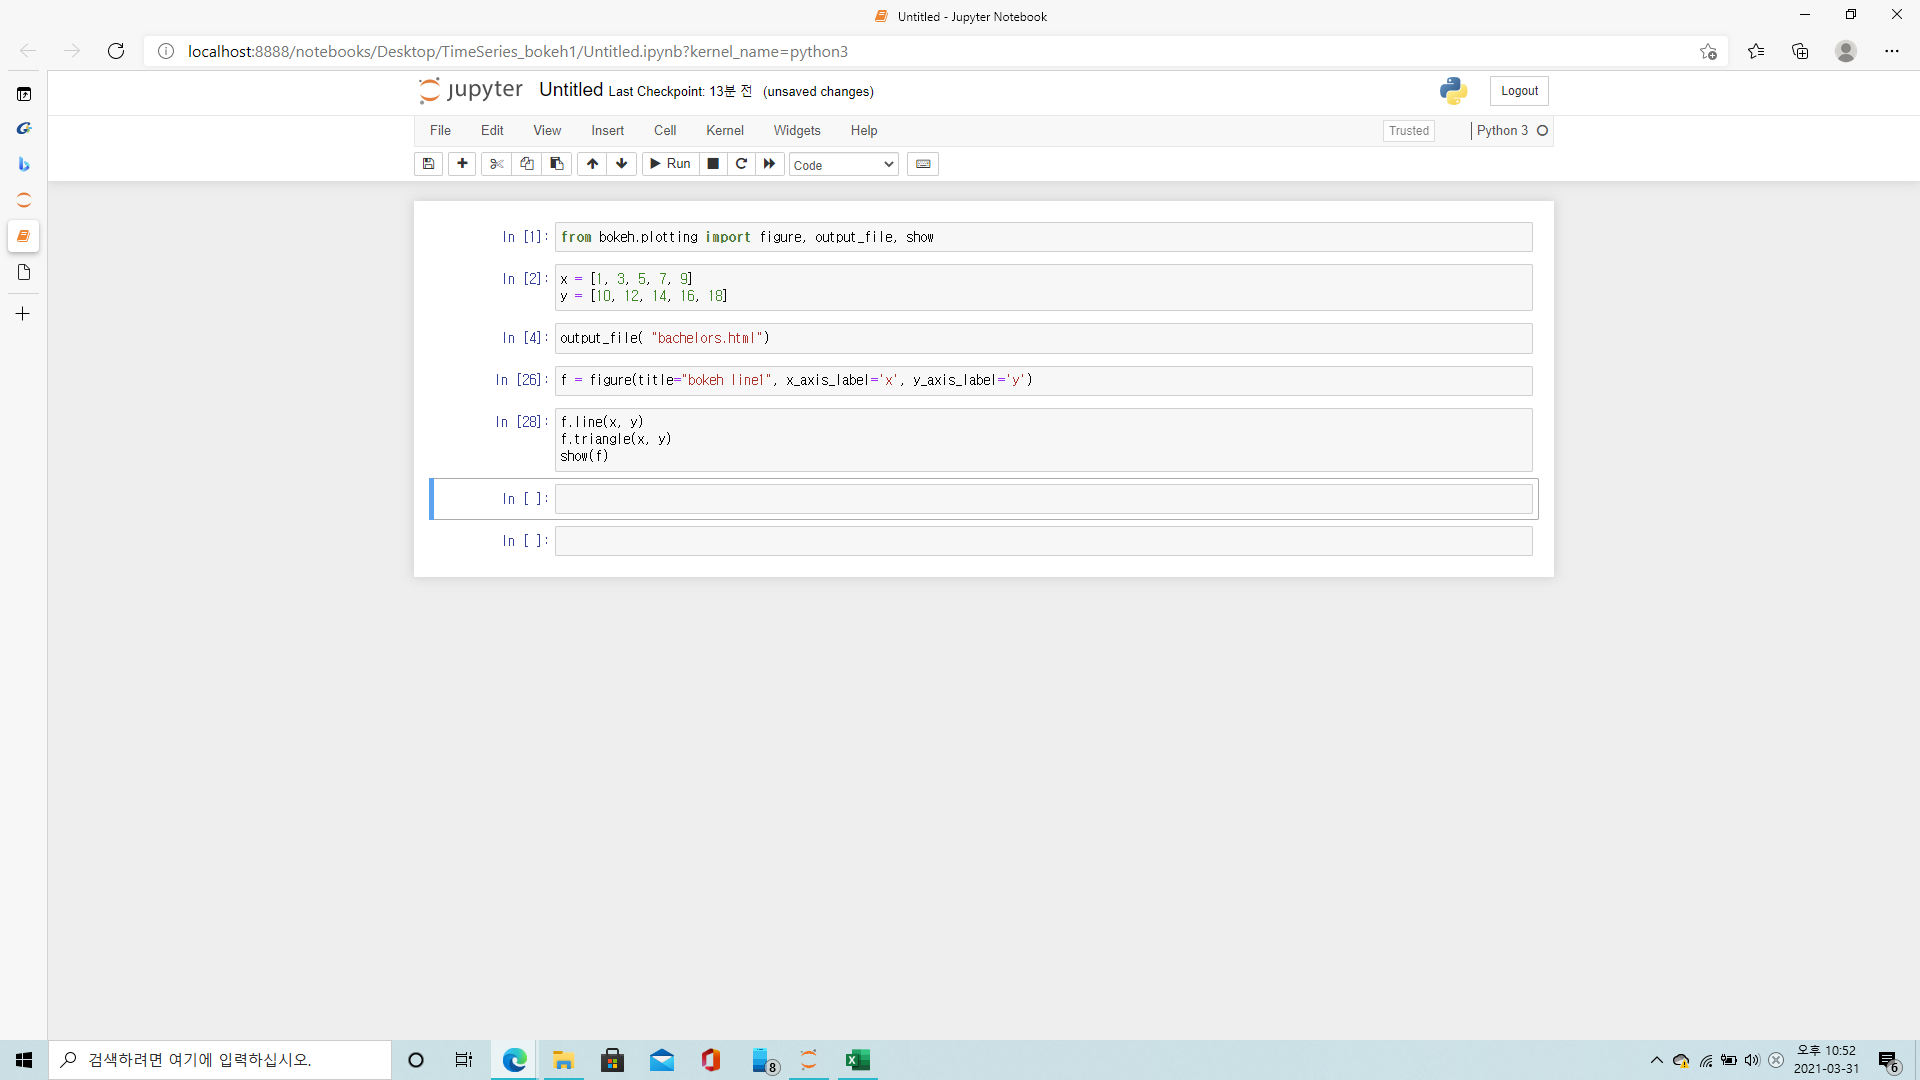 Untitled - Jupyter Notebook
localhost:8888/notebooks/Desktop/TimeSeries_bokeh1/Untitled.ipynb?kernel_name=python3
jupyter Untitled Last Checkpoint: 13분 전 (unsaved changes)
Logout
File Edit View Insert Cell Kernel Widgets Help
Trusted
Python 3
Run
Code
In [1]: from bokeh.plotting import figure, output_file, show
In [2]: x = [1, 3, 5, 7, 9]
y = [10, 12, 14, 16, 18]
In [4]: output_file( "bachelors.html")
In [26]: f = figure(title="bokeh line1", x_axis_label='x', y_axis_label='y')
In [28]: f.line(x, y)
f.triangle(x, y)
show(f)
In [ ]:
In [ ]:
검색하려면 여기에 입력하십시오.
8
오후 10:52
2021-03-31
6